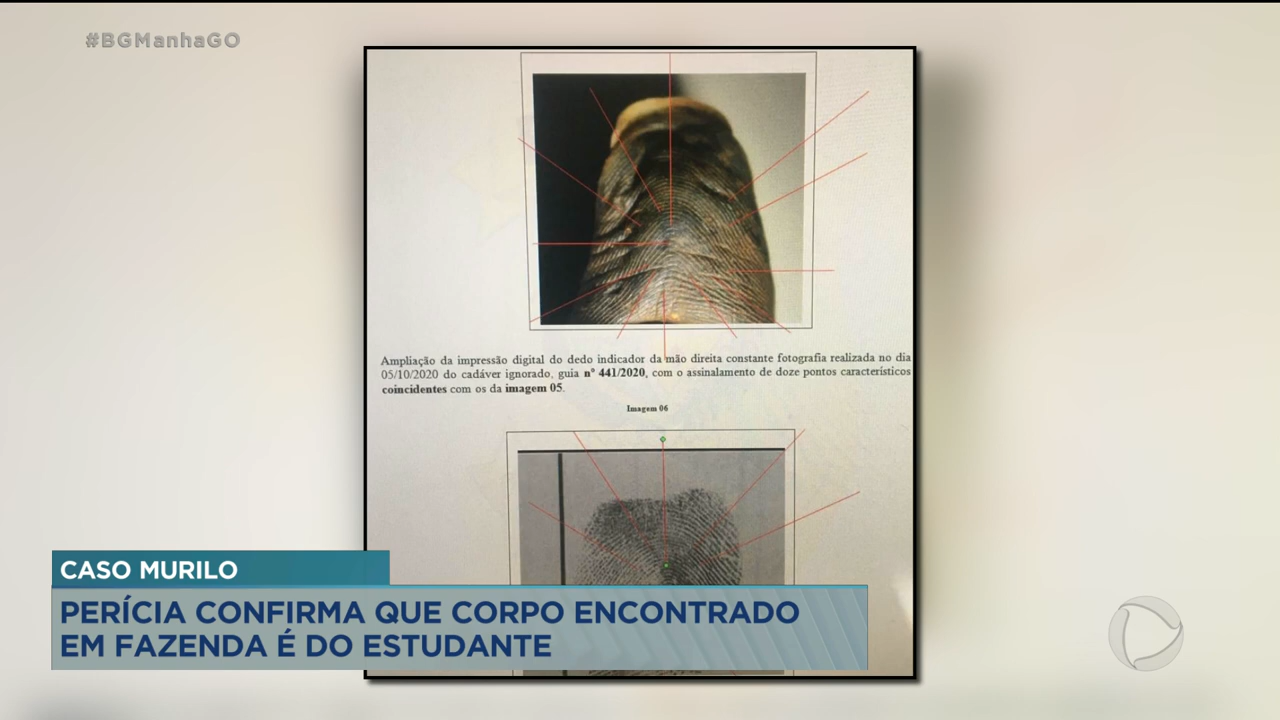 #BGManhaGO
Ampliação da impressão digital do dedo indicador da mão direita constante fotografia realizada no dia
05/10/2020 do cadáver ignorado, guia nº 441/2020, com o assinalamento de doze pontos característicos
coincidentes com os da imagem 05.
Imagem 06
CASO MURILO
PERÍCIA CONFIRMA QUE CORPO ENCONTRADO
EM FAZENDA É DO ESTUDANTE